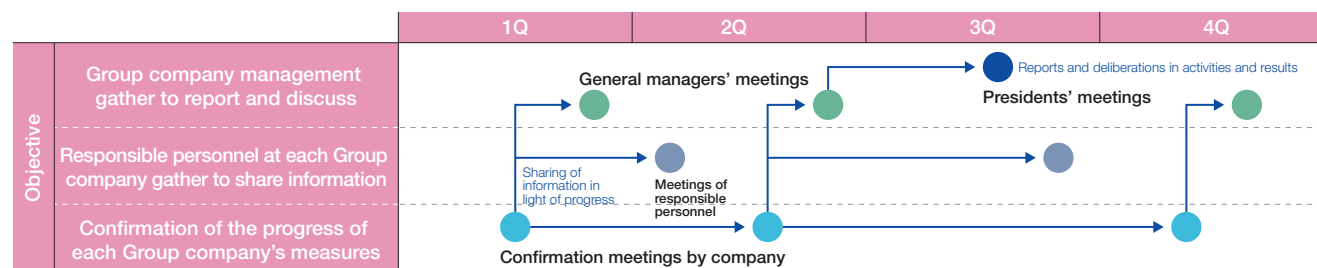 1Q
2Q
3Q
4Q
Objective
Group company management
gather to report and discuss
General managers’ meetings
Reports and deliberations in activities and results
Presidents’ meetings
Responsible personnel at each Group
company gather to share information
Sharing of
information in
light of progress
Meetings of
responsible
personnel
Confirmation of the progress of
each Group company’s measures
Confirmation meetings by company